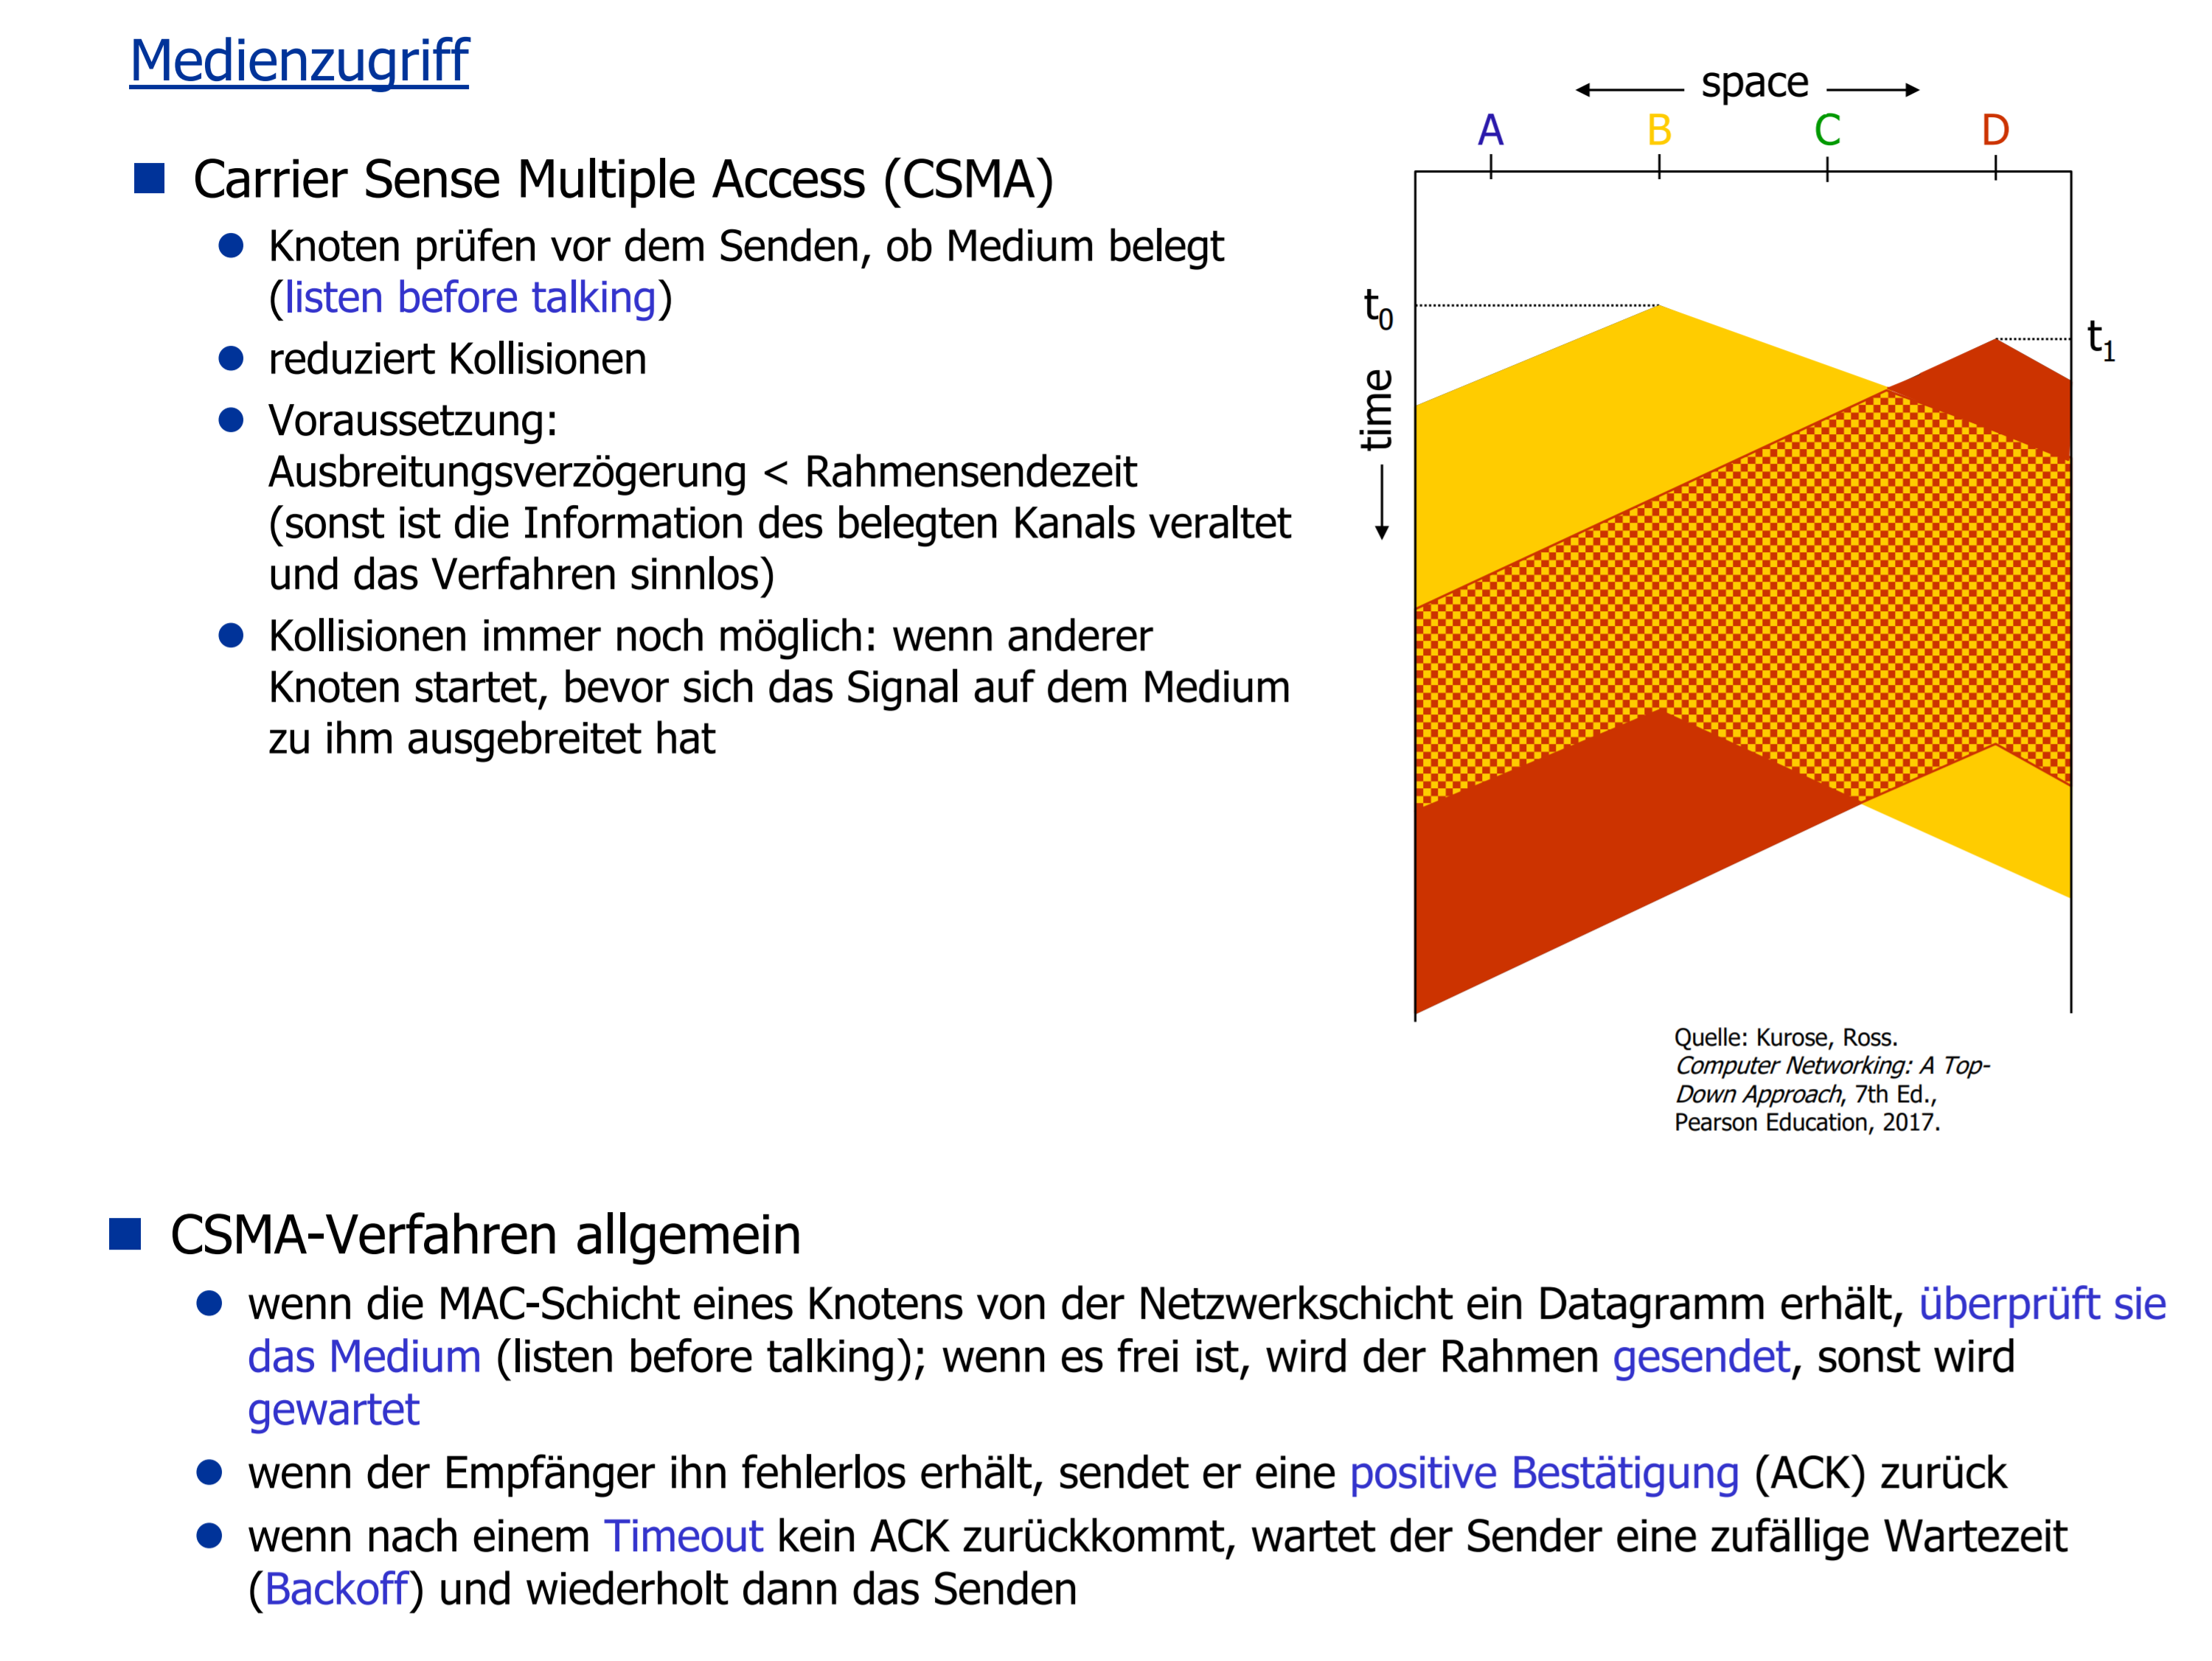 Medienzugriff
Carrier Sense Multiple Access (CSMA)
Knoten prüfen vor dem Senden, ob Medium belegt
(listen before talking)
reduziert Kollisionen
Voraussetzung:
Ausbreitungsverzögerung < Rahmensendezeit
(sonst ist die Information des belegten Kanals veraltet
und das Verfahren sinnlos)
Kollisionen immer noch möglich: wenn anderer
Knoten startet, bevor sich das Signal auf dem Medium
zu ihm ausgebreitet hat
space
A B C D
t0
t1
time
Quelle: Kurose, Ross.
Computer Networking: A Top-
Down Approach, 7th Ed.,
Pearson Education, 2017.
CSMA-Verfahren allgemein
wenn die MAC-Schicht eines Knotens von der Netzwerkschicht ein Datagramm erhält, überprüft sie
das Medium (listen before talking); wenn es frei ist, wird der Rahmen gesendet, sonst wird
gewartet
wenn der Empfänger ihn fehlerlos erhält, sendet er eine positive Bestätigung (ACK) zurück
wenn nach einem Timeout kein ACK zurückkommt, wartet der Sender eine zufällige Wartezeit
(Backoff) und wiederholt dann das Senden